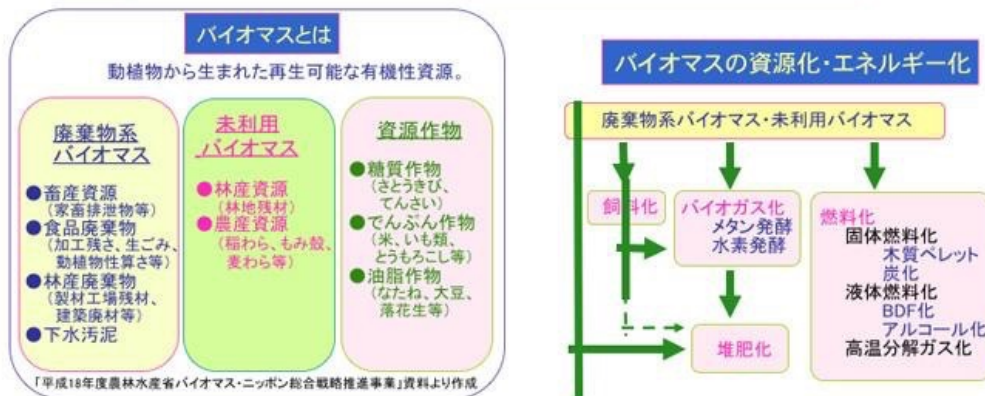 バイオマスとは
動植物から生まれた再生可能な有機性資源。
廃棄物系
バイオマス
●畜産資源
(家畜排泄物等)
●食品廃棄物
(加工残さ、生ごみ、
動植物性算さ等)
●林産廃棄物
(製材工場残材、
建築廃材等)
●下水汚泥
未利用
バイオマス
●林産資源
(林地残材)
●農産資源
(稲わら、もみ殻、
麦わら等)
資源作物
●糖質作物
(さとうきび、
てんさい)
●でんぷん作物
(米、いも類、
とうもろこし等)
●油脂作物
(なたね、大豆、
落花生等)
「平成18年度農林水産省バイオマス・ニッポン総合戦略推進事業」資料より作成
バイオマスの資源化・エネルギー化
廃棄物系バイオマス・未利用バイオマス
飼料化
バイオガス化
メタン発酵
水素発酵
堆肥化
燃料化
固体燃料化
木質ペレット
炭化
液体燃料化
BDF化
アルコール化
高温分解ガス化